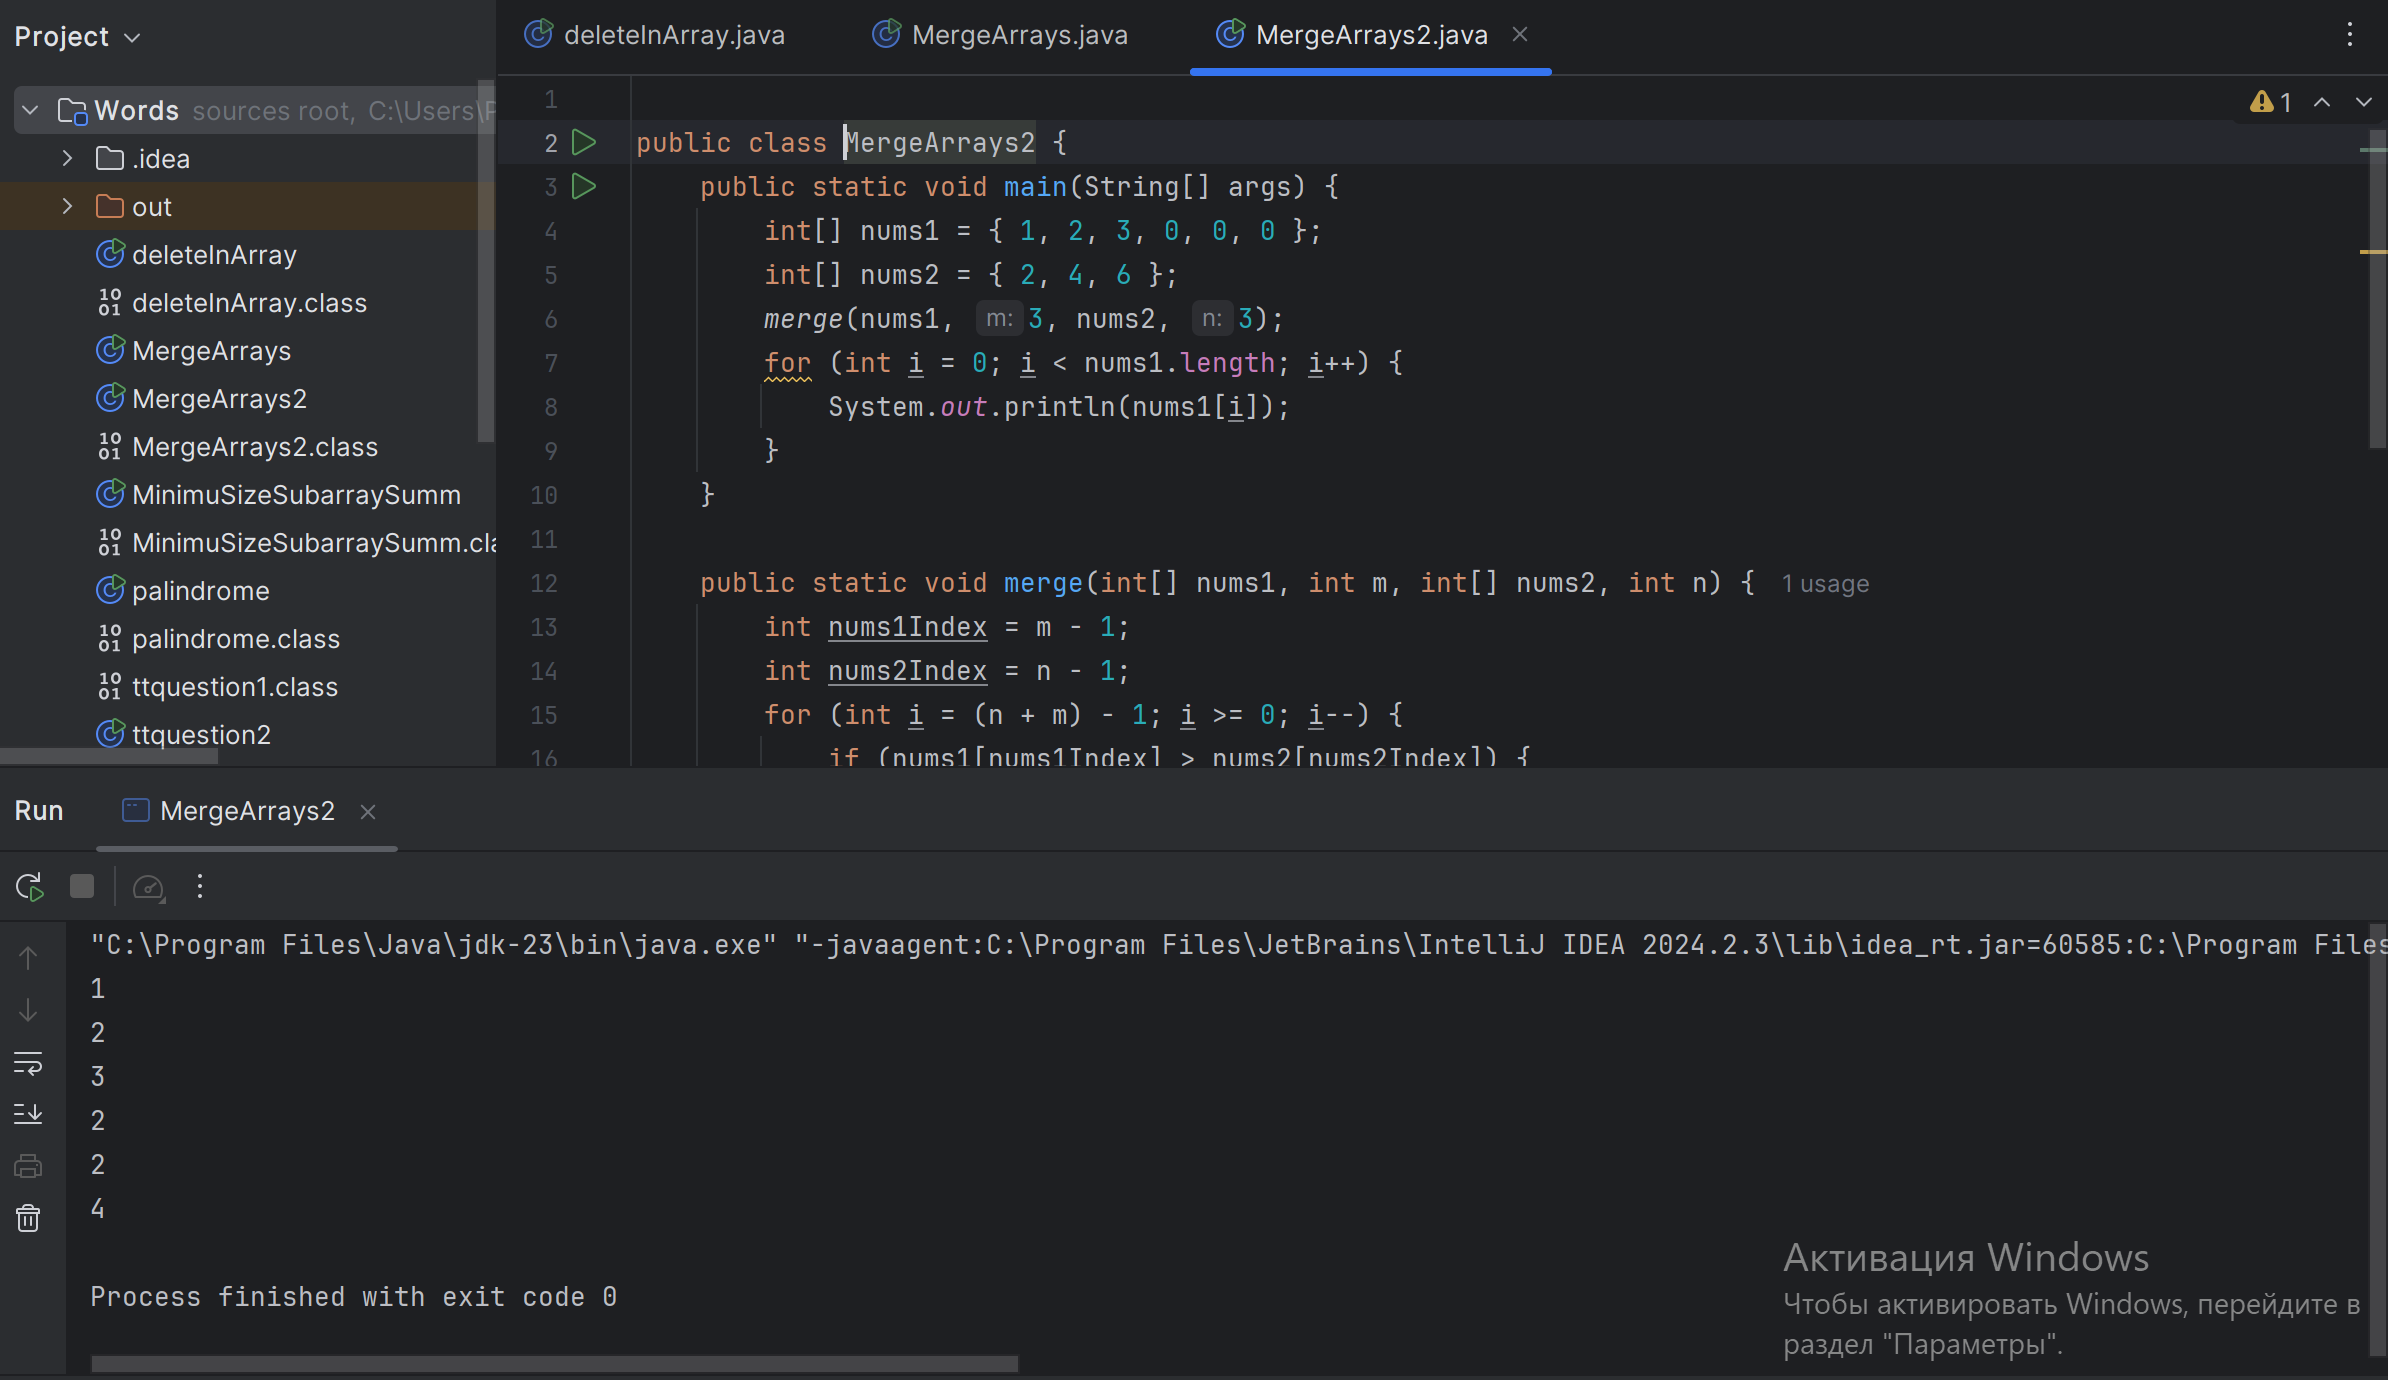 Project
deleteInArray.java MergeArrays.java MergeArrays2.java
Words sources root, C:\Users\
.idea
out
deleteInArray
deleteInArray.class
MergeArrays
MergeArrays2
MergeArrays2.class
MinimuSizeSubarraySumm
MinimuSizeSubarraySumm.cla
palindrome
palindrome.class
ttquestion1.class
ttquestion2
1
1
2 public class MergeArrays2 {
3 public static void main(String[] args) {
4 int[] nums1 = { 1, 2, 3, 0, 0, 0 };
5 int[] nums2 = { 2, 4, 6 };
6 merge(nums1, m: 3, nums2, n: 3);
7 for (int i = 0; i < nums1.length; i++) {
8 System.out.println(nums1[i]);
9 }
10 }
11
12 public static void merge(int[] nums1, int m, int[] nums2, int n) { 1 usage
13 int nums1Index = m - 1;
14 int nums2Index = n - 1;
15 for (int i = (n + m) - 1; i >= 0; i--) {
16 if (nums1[nums1Index] > nums2[nums2Index]) {
Run MergeArrays2
"C:\Program Files\Java\jdk-23\bin\java.exe" "-javaagent:C:\Program Files\JetBrains\IntelliJ IDEA 2024.2.3\lib\idea_rt.jar=60585:C:\Program Files
1
2
3
2
2
4
Process finished with exit code 0
Активация Windows
Чтобы активировать Windows, перейдите в
раздел "Параметры".